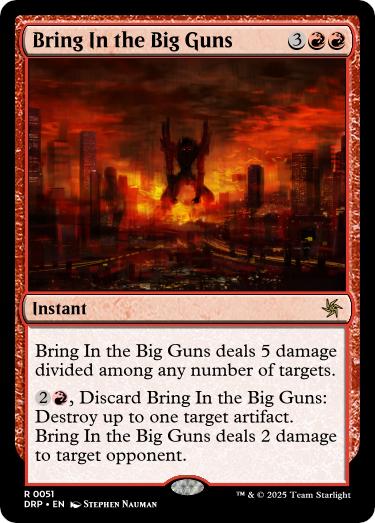 Bring In the Big Guns 3
Instant
Bring In the Big Guns deals 5 damage
divided among any number of targets.
2, Discard Bring In the Big Guns:
Destroy up to one target artifact.
Bring In the Big Guns deals 2 damage
to target opponent.
R 0051
DRP • EN Stephen Nauman
™ & © 2025 Team Starlight